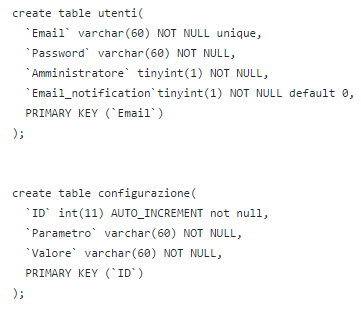 create table utenti(
  `Email` varchar(60) NOT NULL unique,
  `Password` varchar(60) NOT NULL,
  `Amministratore` tinyint(1) NOT NULL,
  `Email_notification`tinyint(1) NOT NULL default 0,
  PRIMARY KEY (`Email`)
);
create table configurazione(
  `ID` int(11) AUTO_INCREMENT not null,
  `Parametro` varchar(60) NOT NULL,
  `Valore` varchar(60) NOT NULL,
  PRIMARY KEY (`ID`)
);